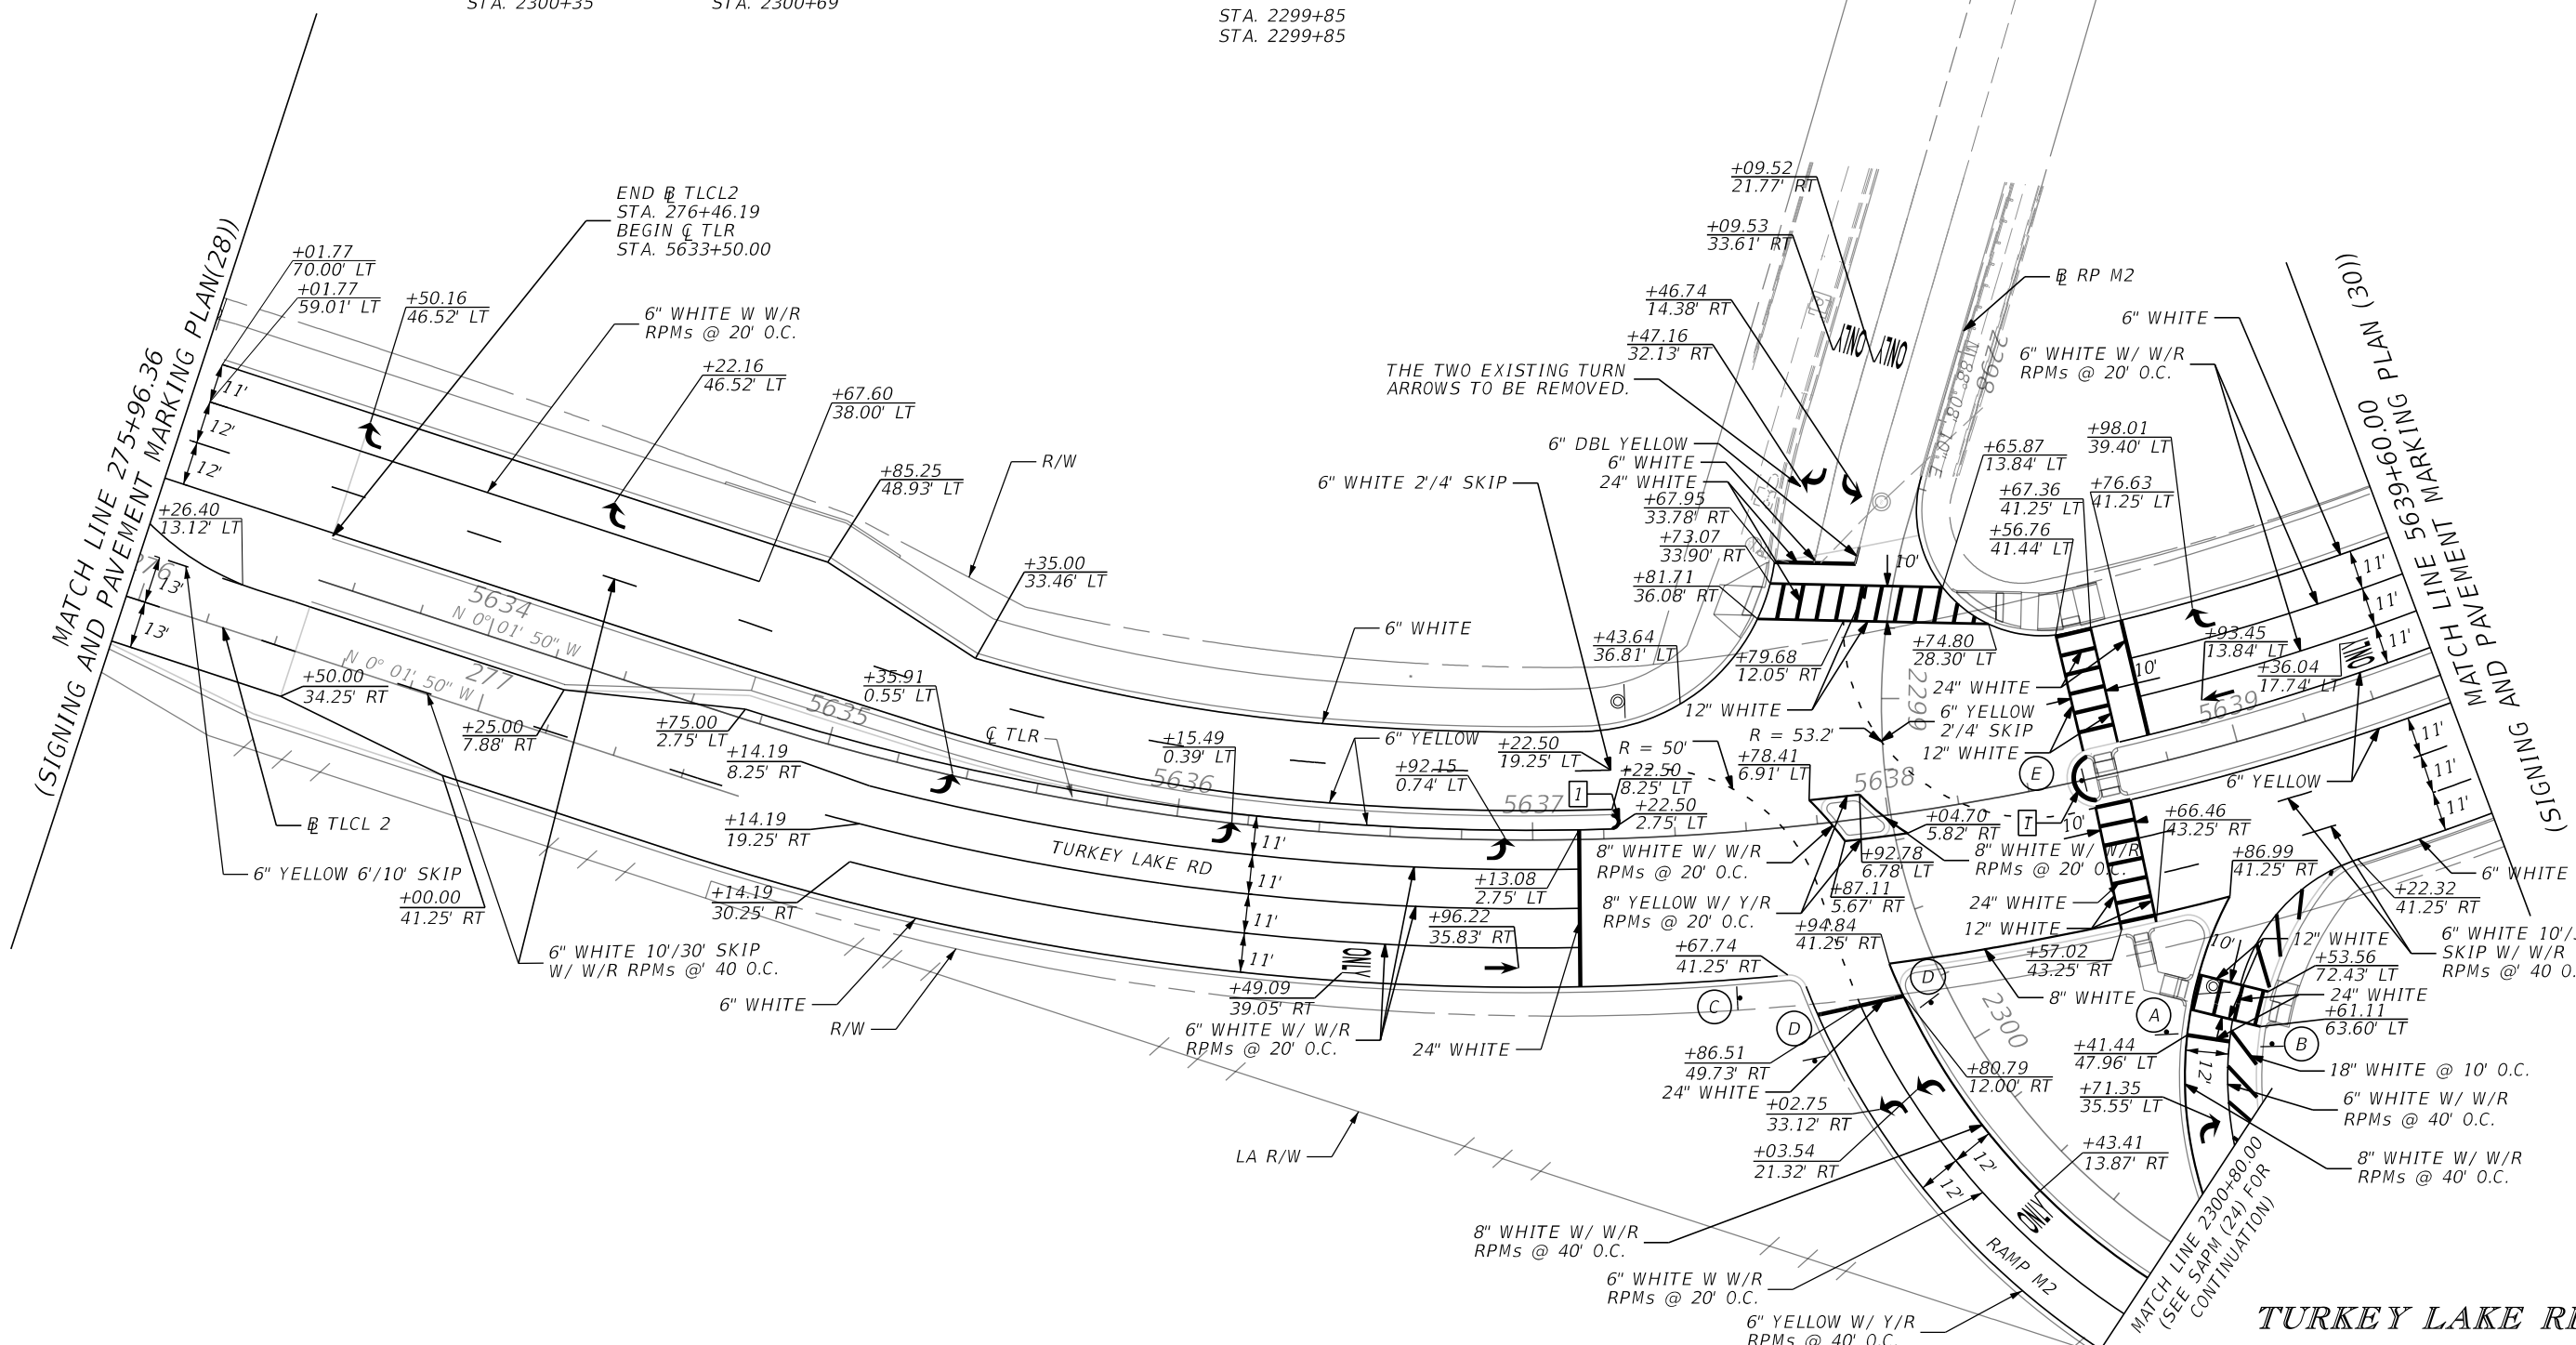 STA. 2300+35
STA. 2300+69
STA. 2299+85
STA. 2299+85
MATCH LINE 275+96.36
(SIGNING AND PAVEMENT MARKING PLAN(28))
END BL TLCL2
STA. 276+46.19
BEGIN CL TLR
STA. 5633+50.00
+01.77
70.00' LT
+01.77
59.01' LT
+50.16
46.52' LT
6" WHITE W W/R
RPMs @ 20' O.C.
+22.16
46.52' LT
+67.60
38.00' LT
+85.25
48.93' LT
R/W
+26.40
13.12' LT
11'
12'
12'
13'
13'
276
5634
N 0° 01' 50" W
N 0° 01' 50" W
277
+35.00
33.46' LT
+50.00
34.25' RT
+25.00
7.88' RT
+75.00
2.75' LT
+14.19
8.25' RT
5635
+35.91
0.55' LT
CL TLR
6" WHITE
6" YELLOW
+15.49
0.39' LT
5636
+92.15
0.74' LT
+22.50
19.25' LT
5637
1
+22.50
8.25' LT
+22.50
2.75' LT
+14.19
19.25' RT
+14.19
30.25' RT
TURKEY LAKE RD
11'
11'
11'
11'
+13.08
2.75' LT
+96.22
35.83' RT
ONLY
+49.09
39.05' RT
6" WHITE W/ W/R
RPMs @ 20' O.C.
24" WHITE
BL TLCL 2
6" YELLOW 6'/10' SKIP
+00.00
41.25' RT
6" WHITE 10'/30' SKIP
W/ W/R RPMs @' 40 O.C.
6" WHITE
R/W
LA R/W
+09.52
21.77' RT
+09.53
33.61' RT
+46.74
14.38' RT
+47.16
32.13' RT
THE TWO EXISTING TURN
ARROWS TO BE REMOVED.
6" DBL YELLOW
6" WHITE
24" WHITE
6" WHITE 2'/4' SKIP
+67.95
33.78' RT
+73.07
33.90' RT
+81.71
36.08' RT
+43.64
36.81' LT
+79.68
12.05' RT
12" WHITE
ONLY
ONLY
BL RP M2
2298
10'
+65.87
13.84' LT
+98.01
39.40' LT
+67.36
41.25' LT
+76.63
41.25' LT
+56.76
41.44' LT
6" WHITE
6" WHITE W/ W/R
RPMs @ 20' O.C.
MATCH LINE 5639+60.00
(SIGNING AND PAVEMENT MARKING PLAN (30))
11'
11'
11'
+74.80
28.30' LT
2299
24" WHITE
10'
+93.45
13.84' LT
+36.04
17.74' LT
ONLY
5639
6" YELLOW
2'/4' SKIP
12" WHITE
R = 53.2'
R = 50'
+78.41
6.91' LT
5638
E
6" YELLOW
11'
11'
11'
+04.70
5.82' RT
10'
+66.46
43.25' RT
8" WHITE W/ W/R
RPMs @ 20' O.C.
+92.78
6.78' LT
8" WHITE W/ W/R
RPMs @ 20' O.C.
+87.11
5.67' RT
8" YELLOW W/ Y/R
RPMs @ 20' O.C.
+86.99
41.25' RT
6" WHITE
+22.32
41.25' RT
24" WHITE
12" WHITE
+94.84
41.25' RT
+67.74
41.25' RT
+57.02
43.25' RT
10'
12" WHITE
+53.56
72.43' LT
24" WHITE
+61.11
63.60' LT
SKIP W/ W/R
8" WHITE
C
D
D
A
B
2300
+86.51
49.73' RT
24" WHITE
+02.75
33.12' RT
+03.54
21.32' RT
+80.79
12.00' RT
+41.44
47.96' LT
+71.35
35.55' LT
12'
18" WHITE @ 10' O.C.
6" WHITE W/ W/R
RPMs @ 40' O.C.
8" WHITE W/ W/R
RPMs @ 40' O.C.
+43.41
13.87' RT
12'
12'
ONLY
RAMP M2
8" WHITE W/ W/R
RPMs @ 40' O.C.
6" WHITE W W/R
RPMs @ 20' O.C.
6" YELLOW W/ Y/R
RPMs @ 40' O.C.
MATCH LINE 2300+80.00
(SEE SAPM (24) FOR
CONTINUATION)
TURKEY LAKE